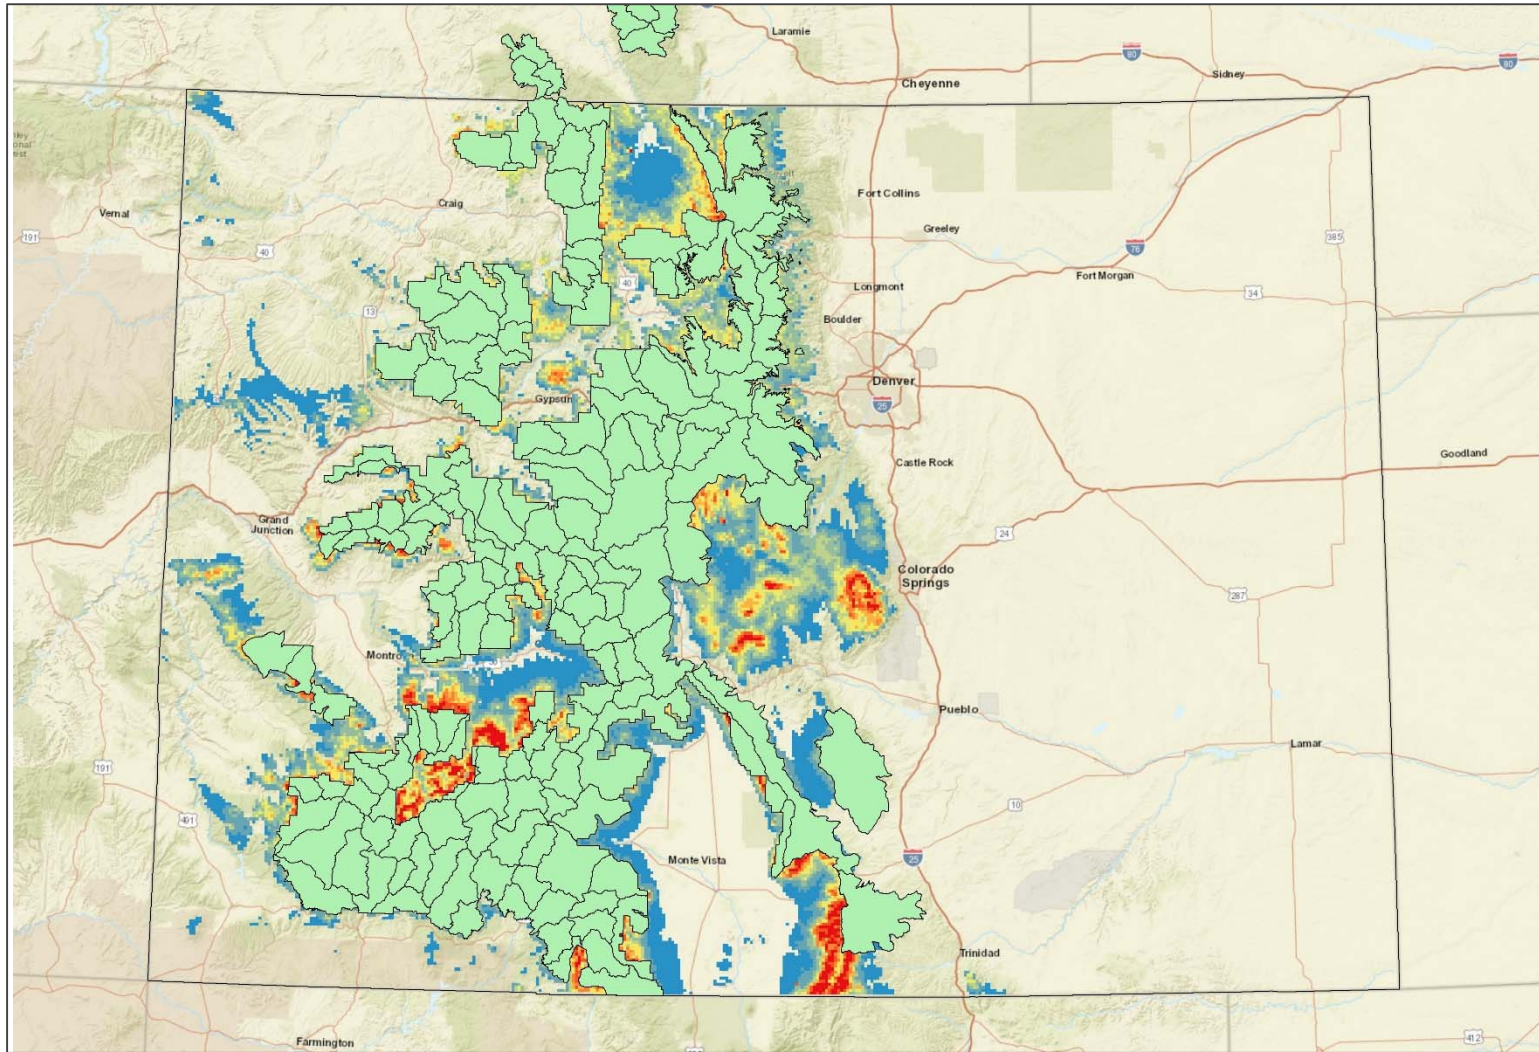 Laramie
80
Sidney
80
Cheyenne
Vernal
Craig
Fort Collins
191
40
Greeley
76
385
Fort Morgan
40
34
Longmont
13
Boulder
Denver
25
Gypsum
Castle Rock
Goodland
Grand
Junction
24
Colorado
Springs
287
Montro
50
Pueblo
Lamar
191
10
491
Monte Vista
25
Trinidad
Farmington
412